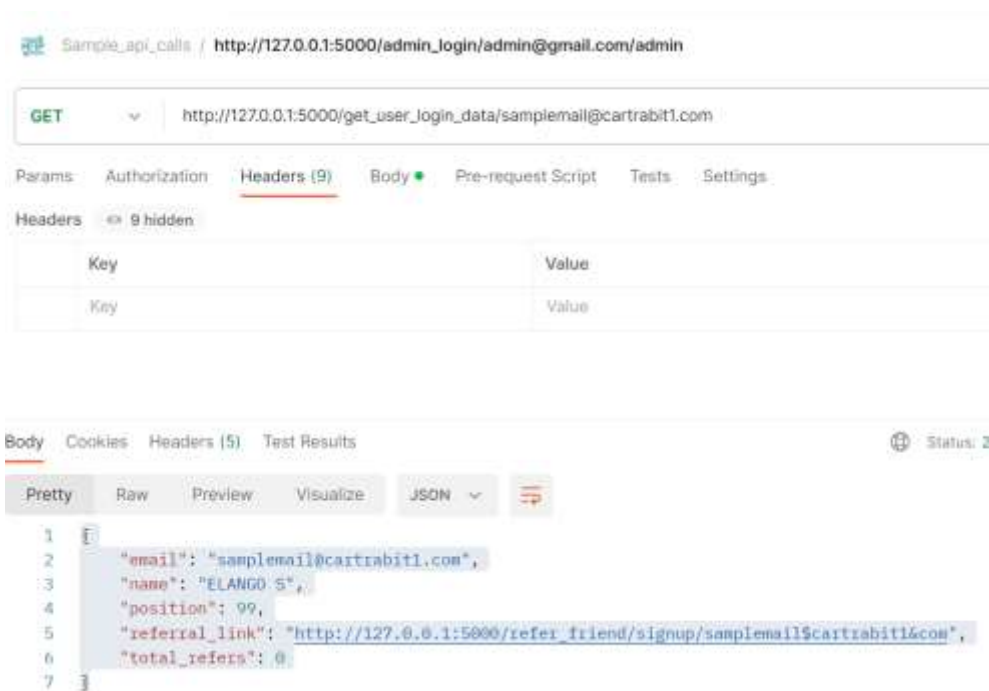 Sample_api_calls / http://127.0.0.1:5000/admin_login/admin@gmail.com/admin
GET http://127.0.0.1:5000/get_user_login_data/samplemail@cartrabit1.com
Params Authorization Headers (9) Body Pre-request Script Tests Settings
Headers 9 hidden
Key Value
Key Value
Body Cookies Headers (5) Test Results Status: 2
Pretty Raw Preview Visualize JSON
1 {
2 "email": "samplemail@cartrabit1.com",
3 "name": "ELANGO S",
4 "position": 99,
5 "referral_link": "http://127.0.0.1:5000/refer_friend/signup/samplemail$cartrabit1&com",
6 "total_refers": 0
7 }